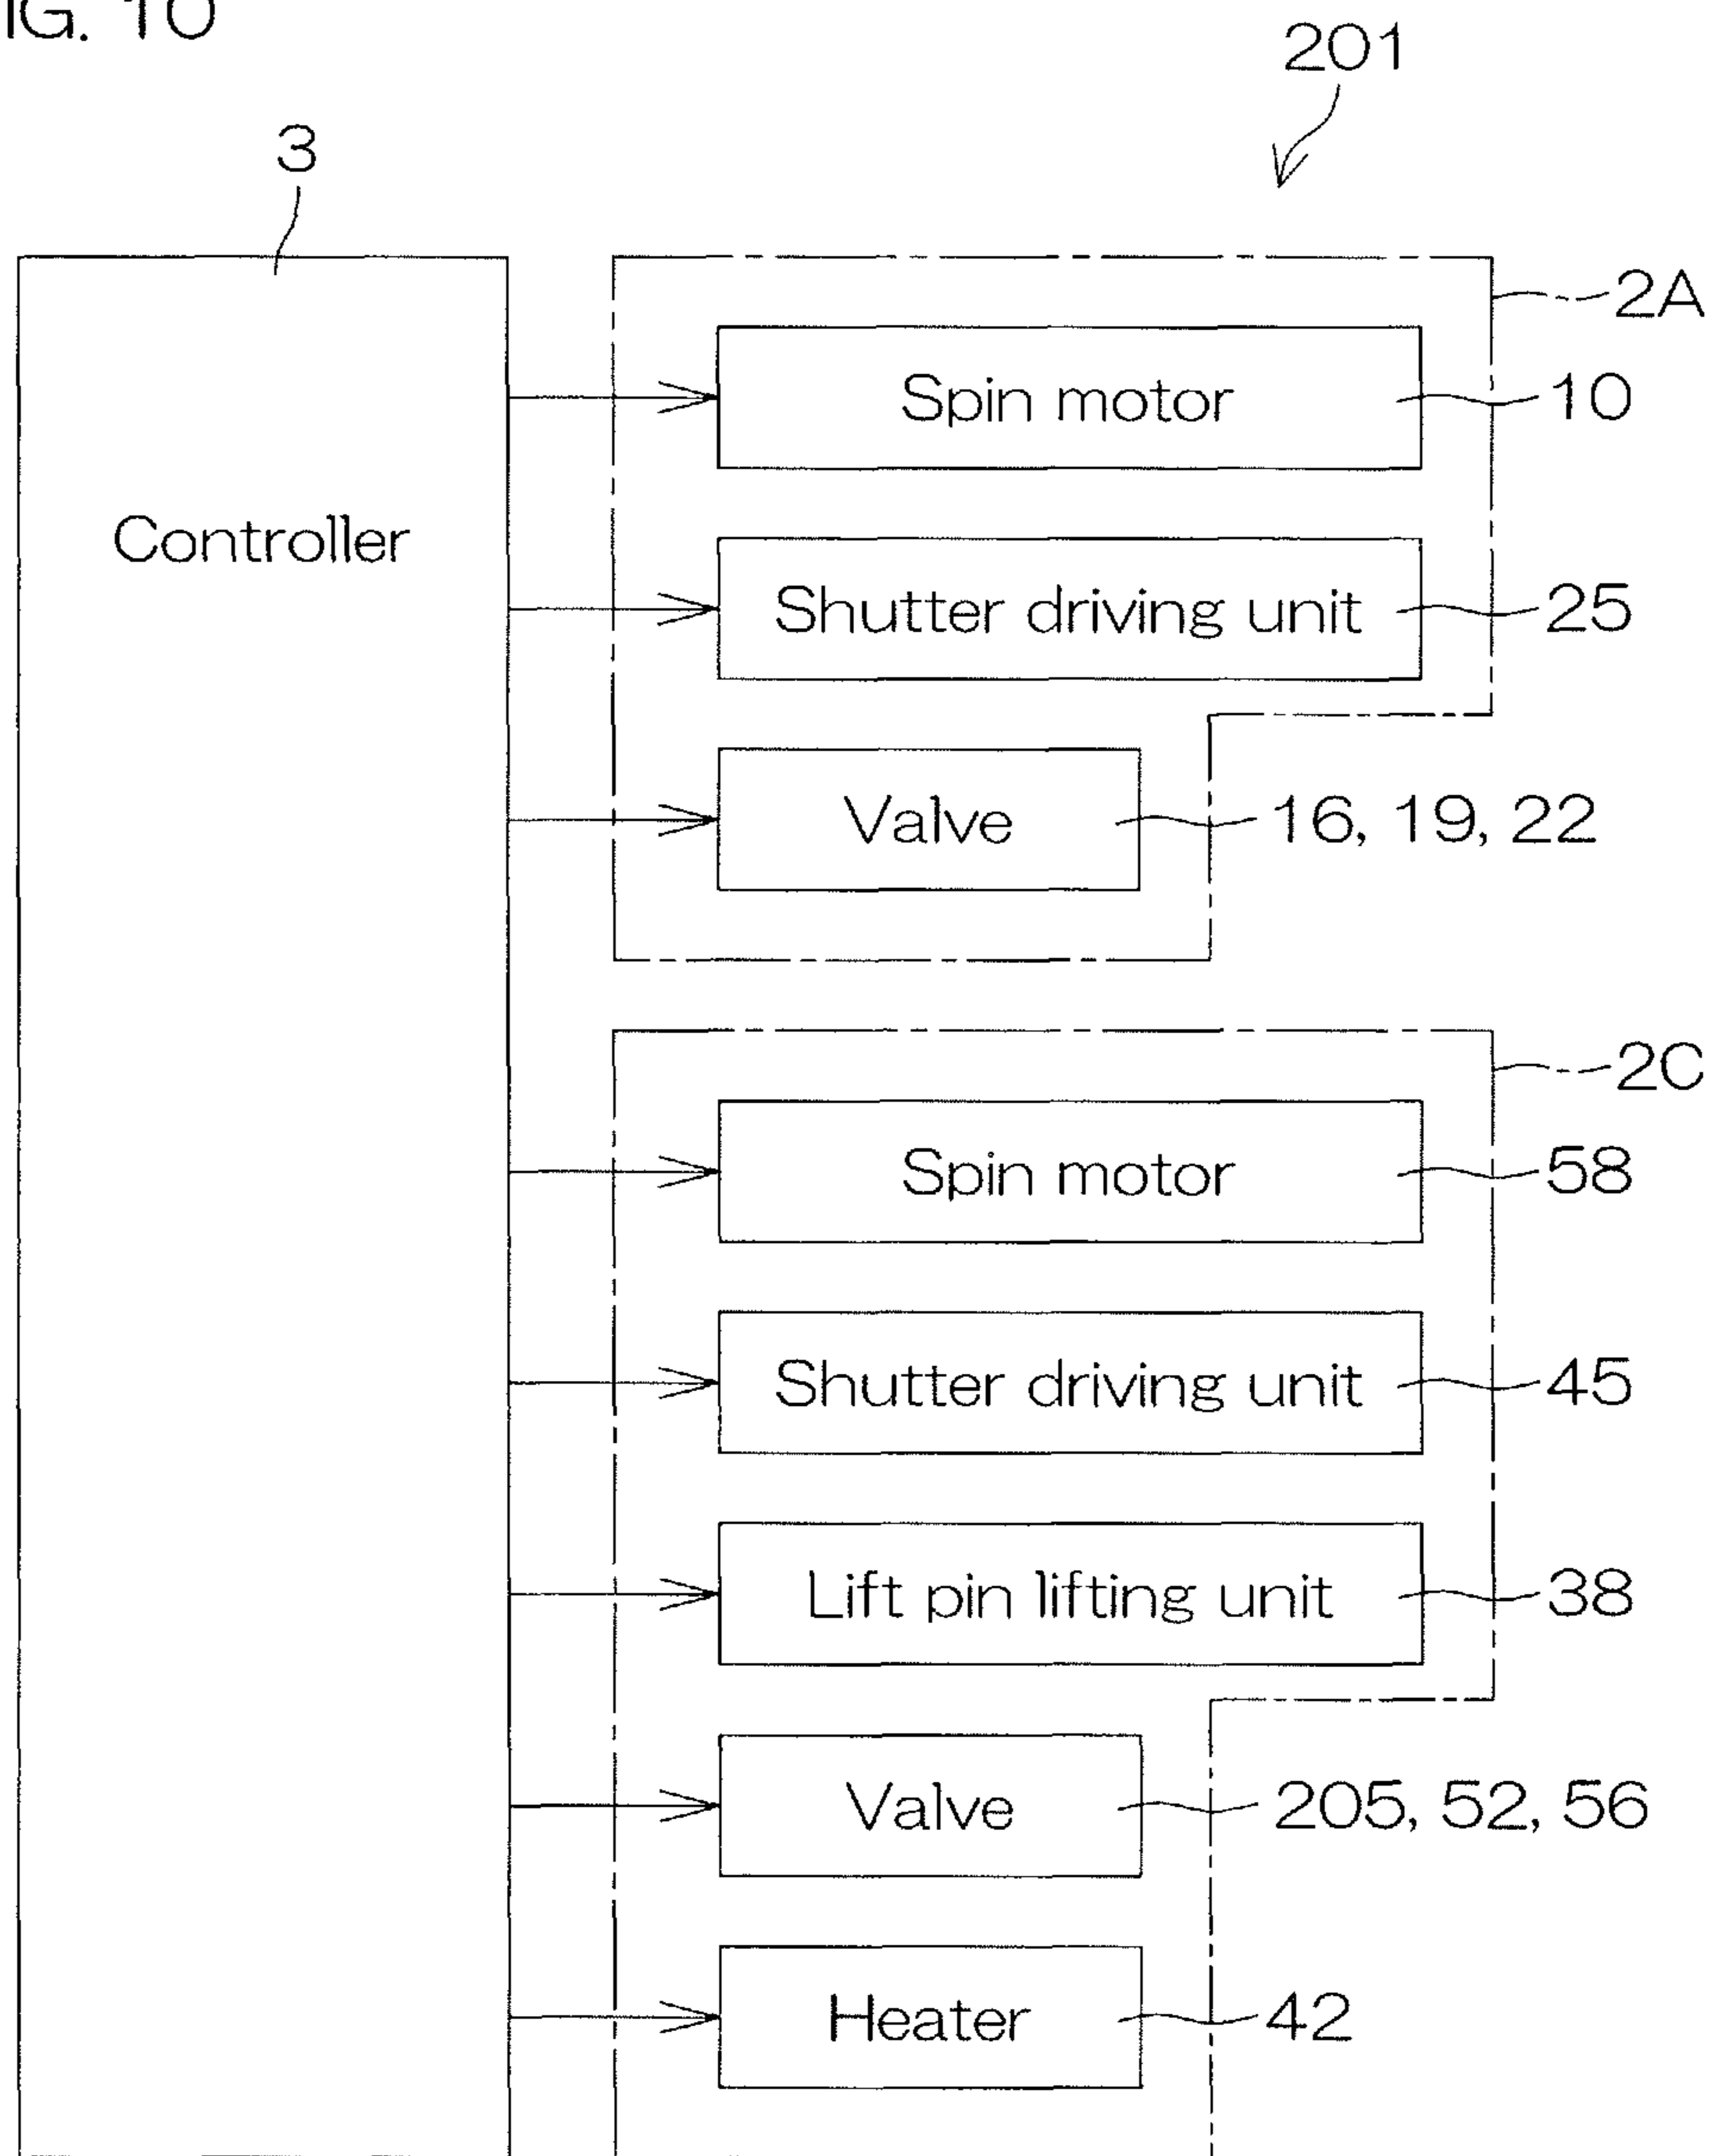 IG. 10
201
3
2A
Spin motor
10
Controller
Shutter driving unit
25
Valve
16, 19, 22
2C
Spin motor
58
Shutter driving unit
45
Lift pin lifting unit
38
Valve
205, 52, 56
Heater
42